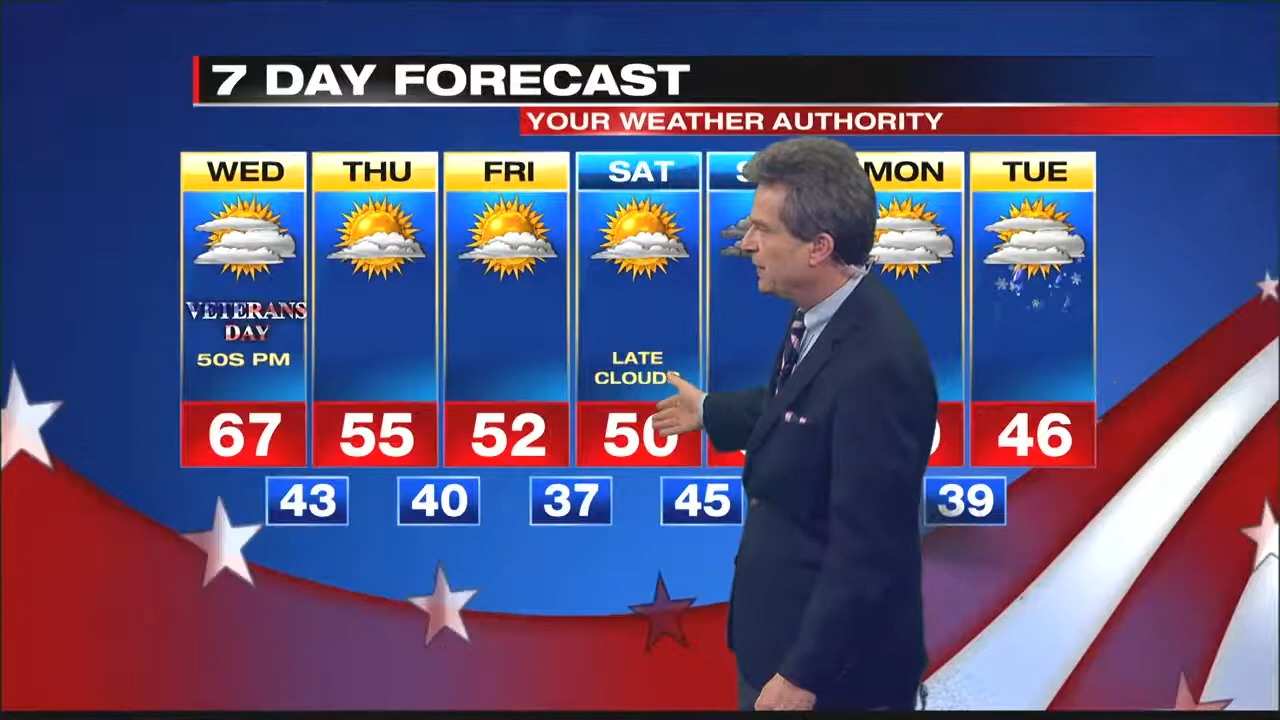 7 DAY FORECAST
YOUR WEATHER AUTHORITY
WED THU FRI SAT MON TUE
VETERANS
DAY
50S PM
LATE
CLOUDS
67 55 52 50 46
43 40 37 45 39